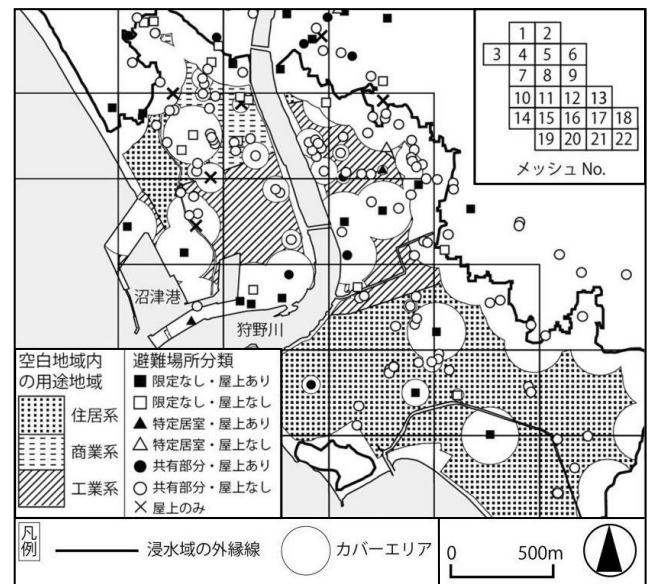 1 2
3 4 5 6
7 8 9
10 11 12 13
14 15 16 17 18
19 20 21 22
メッシュ No.
沼津港
狩野川
空白地域内
の用途地域
住居系
商業系
工業系
避難場所分類
■ 限定なし・屋上あり
□ 限定なし・屋上なし
▲ 特定居室・屋上あり
△ 特定居室・屋上なし
● 共有部分・屋上あり
○ 共有部分・屋上なし
× 屋上のみ
凡例
浸水域の外縁線
カバーエリア
0 500m